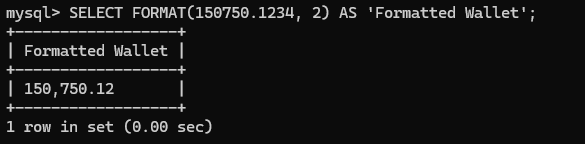 mysql> SELECT FORMAT(150750.1234, 2) AS 'Formatted Wallet';
+------------------+
| Formatted Wallet |
+------------------+
| 150,750.12       |
+------------------+
1 row in set (0.00 sec)